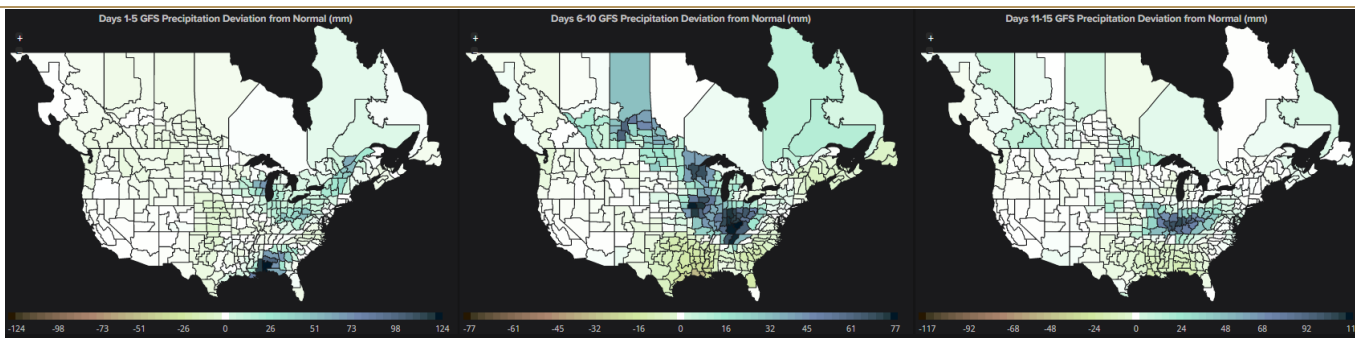 Days 1-5 GFS Precipitation Deviation from Normal (mm)
+
-124 -98 -73 -51 -26 0 26 51 73 98 124
Days 6-10 GFS Precipitation Deviation from Normal (mm)
+
-77 -61 -45 -32 -16 0 16 32 45 61 77
Days 11-15 GFS Precipitation Deviation from Normal (mm)
+
-117 -92 -68 -48 -24 0 24 48 68 92 11